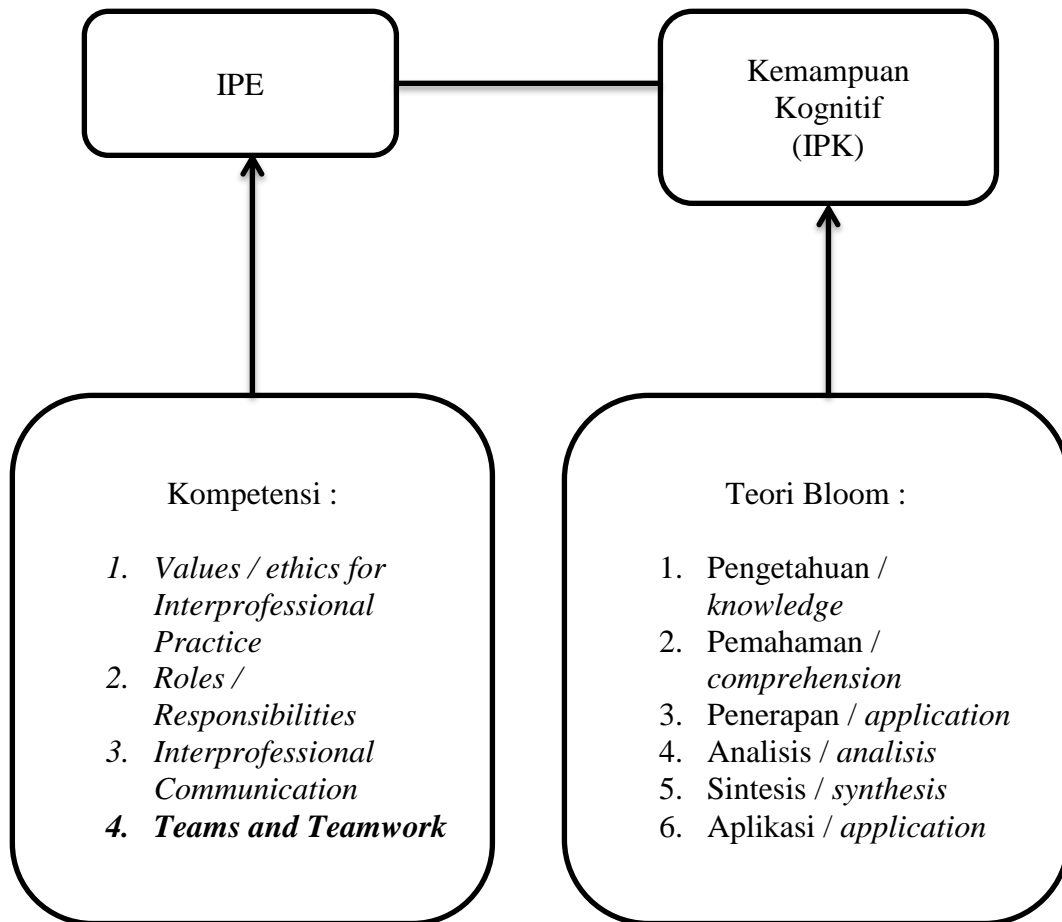 IPE
Kemampuan
Kognitif
(IPK)
Kompetensi :
1. Values / ethics for
Interprofessional
Practice
2. Roles /
Responsibilities
3. Interprofessional
Communication
4. Teams and Teamwork
Teori Bloom :
1. Pengetahuan /
knowledge
2. Pemahaman /
comprehension
3. Penerapan / application
4. Analisis / analisis
5. Sintesis / synthesis
6. Aplikasi / application